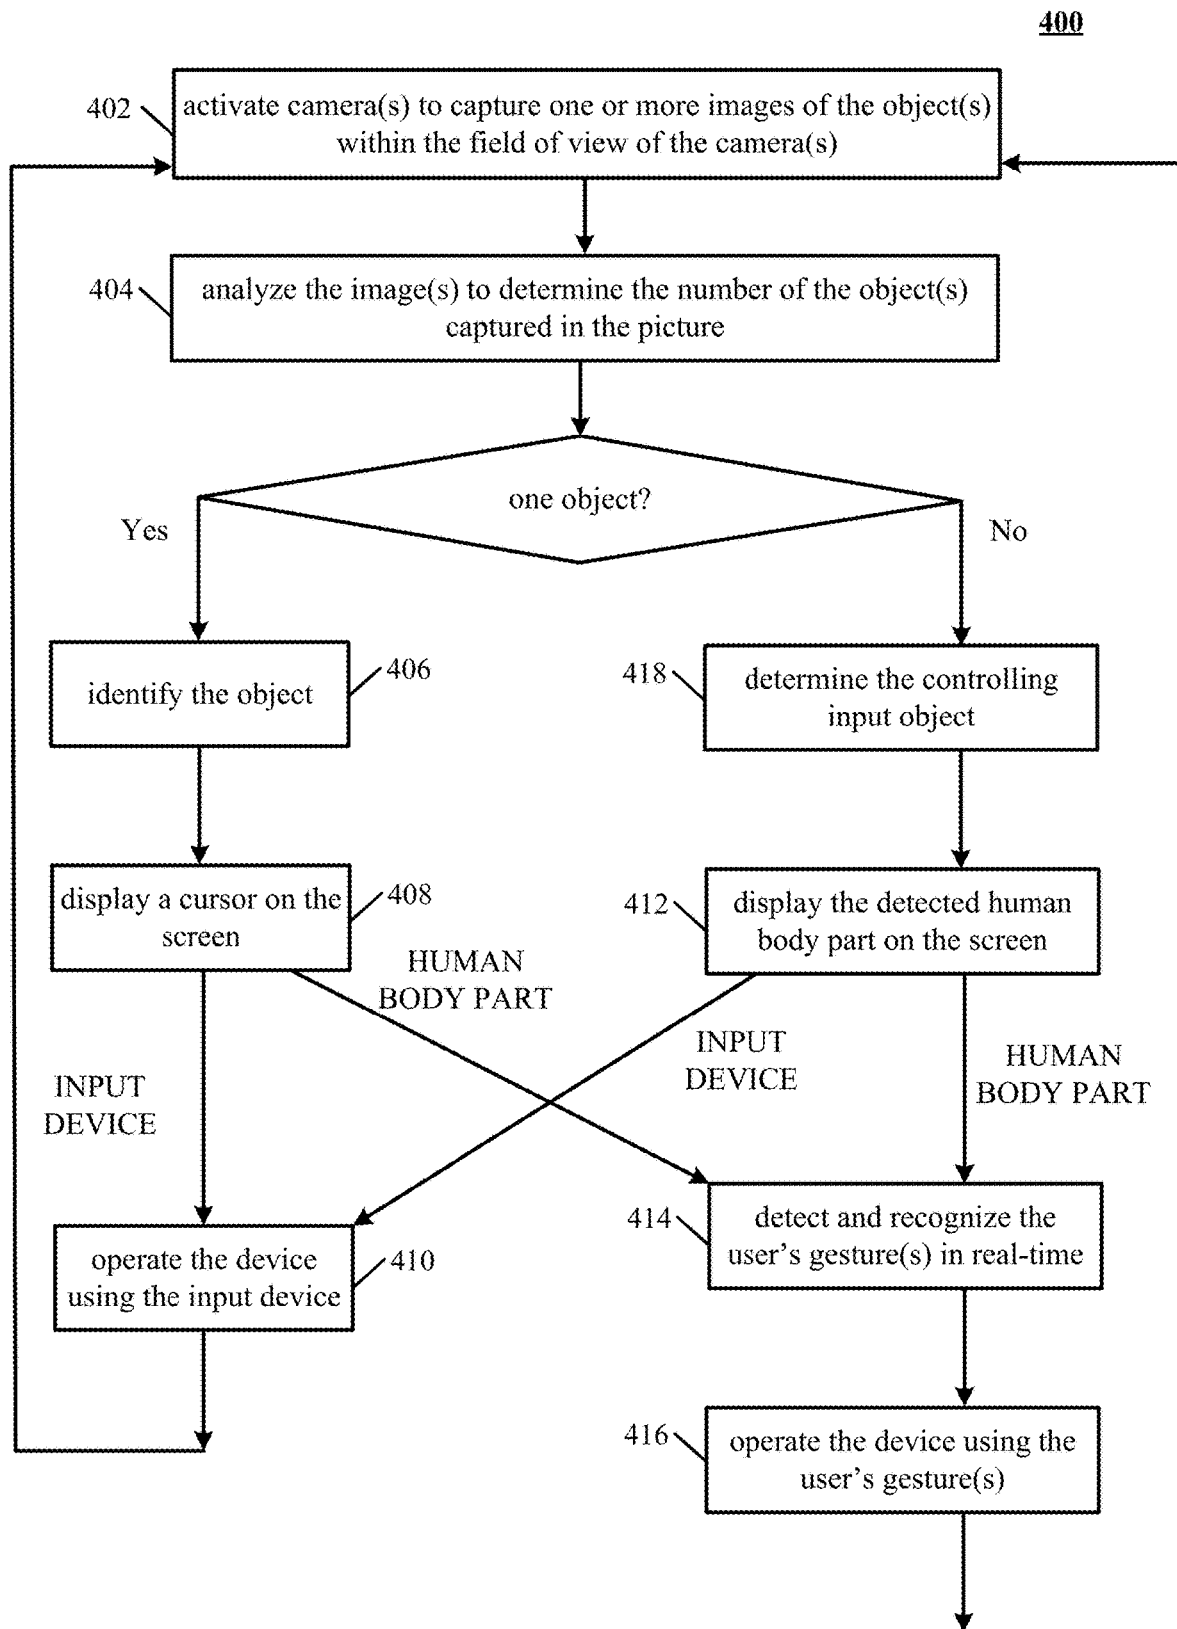 400
402
activate camera(s) to capture one or more images of the object(s)
within the field of view of the camera(s)
404
analyze the image(s) to determine the number of the object(s)
captured in the picture
one object?
Yes
No
identify the object
406
418
determine the controlling
input object
display a cursor on the
screen
408
412
display the detected human
body part on the screen
HUMAN
BODY PART
INPUT
DEVICE
INPUT
DEVICE
HUMAN
BODY PART
operate the device
using the input device
410
414
detect and recognize the
user's gesture(s) in real-time
416
operate the device using the
user's gesture(s)